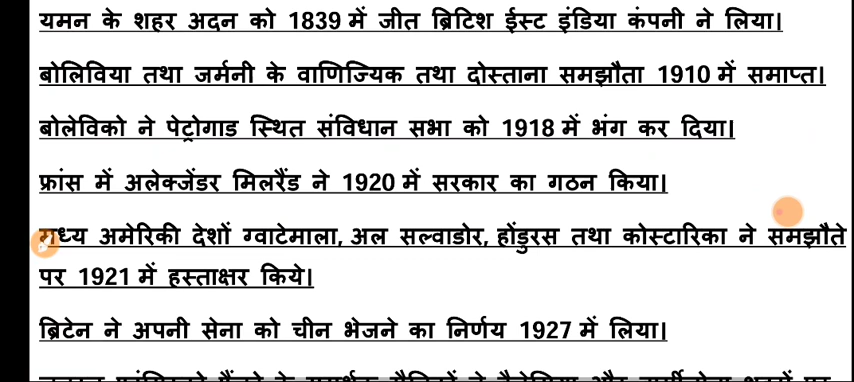 यमन के शहर अदन को 1839 में जीत ब्रिटिश ईस्ट इंडिया कंपनी ने लिया।
बोलिविया तथा जर्मनी के वाणिज्यिक तथा दोस्ताना समझौता 1910 में समाप्त।
बोलेविको ने पेट्रोगाड स्थित संविधान सभा को 1918 में भंग कर दिया।
फ्रांस में अलेक्जेंडर मिलरैंड ने 1920 में सरकार का गठन किया।
मध्य अमेरिकी देशों ग्वाटेमाला, अल सल्वाडोर, होंडुरस तथा कोस्टारिका ने समझौते
पर 1921 में हस्ताक्षर किये।
ब्रिटेन ने अपनी सेना को चीन भेजने का निर्णय 1927 में लिया।